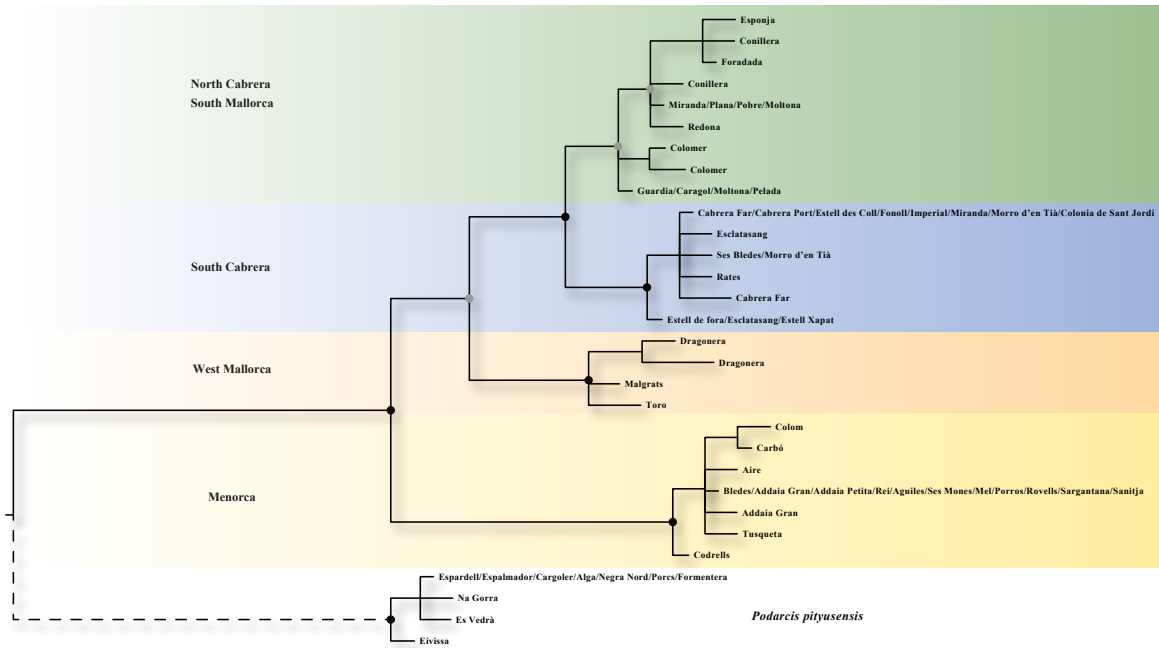 Esponja
Conillera
Foradada
North Cabrera
South Mallorca
Conillera
Miranda/Plana/Pobre/Moltona
Redona
Colomer
Colomer
Guardia/Caragol/Moltona/Pelada
Cabrera Far/Cabrera Port/Estell des Coll/Fonoll/Imperial/Miranda/Morro d'en Tià/Colonia de Sant Jordi
Esclatasang
Ses Bledes/Morro d'en Tià
South Cabrera
Rates
Cabrera Far
Estell de fora/Esclatasang/Estell Xapat
Dragonera
Dragonera
West Mallorca
Malgrats
Toro
Colom
Carbó
Aire
Bledes/Addaia Gran/Addaia Petita/Rei/Aguiles/Ses Mones/Mel/Porros/Rovells/Sargantana/Sanitja
Menorca
Addaia Gran
Tusqueta
Codrells
Espardell/Espalmador/Cargoler/Alga/Negra Nord/Porcs/Formentera
Na Gorra
Es Vedrà
Podarcis pityusensis
Eivissa